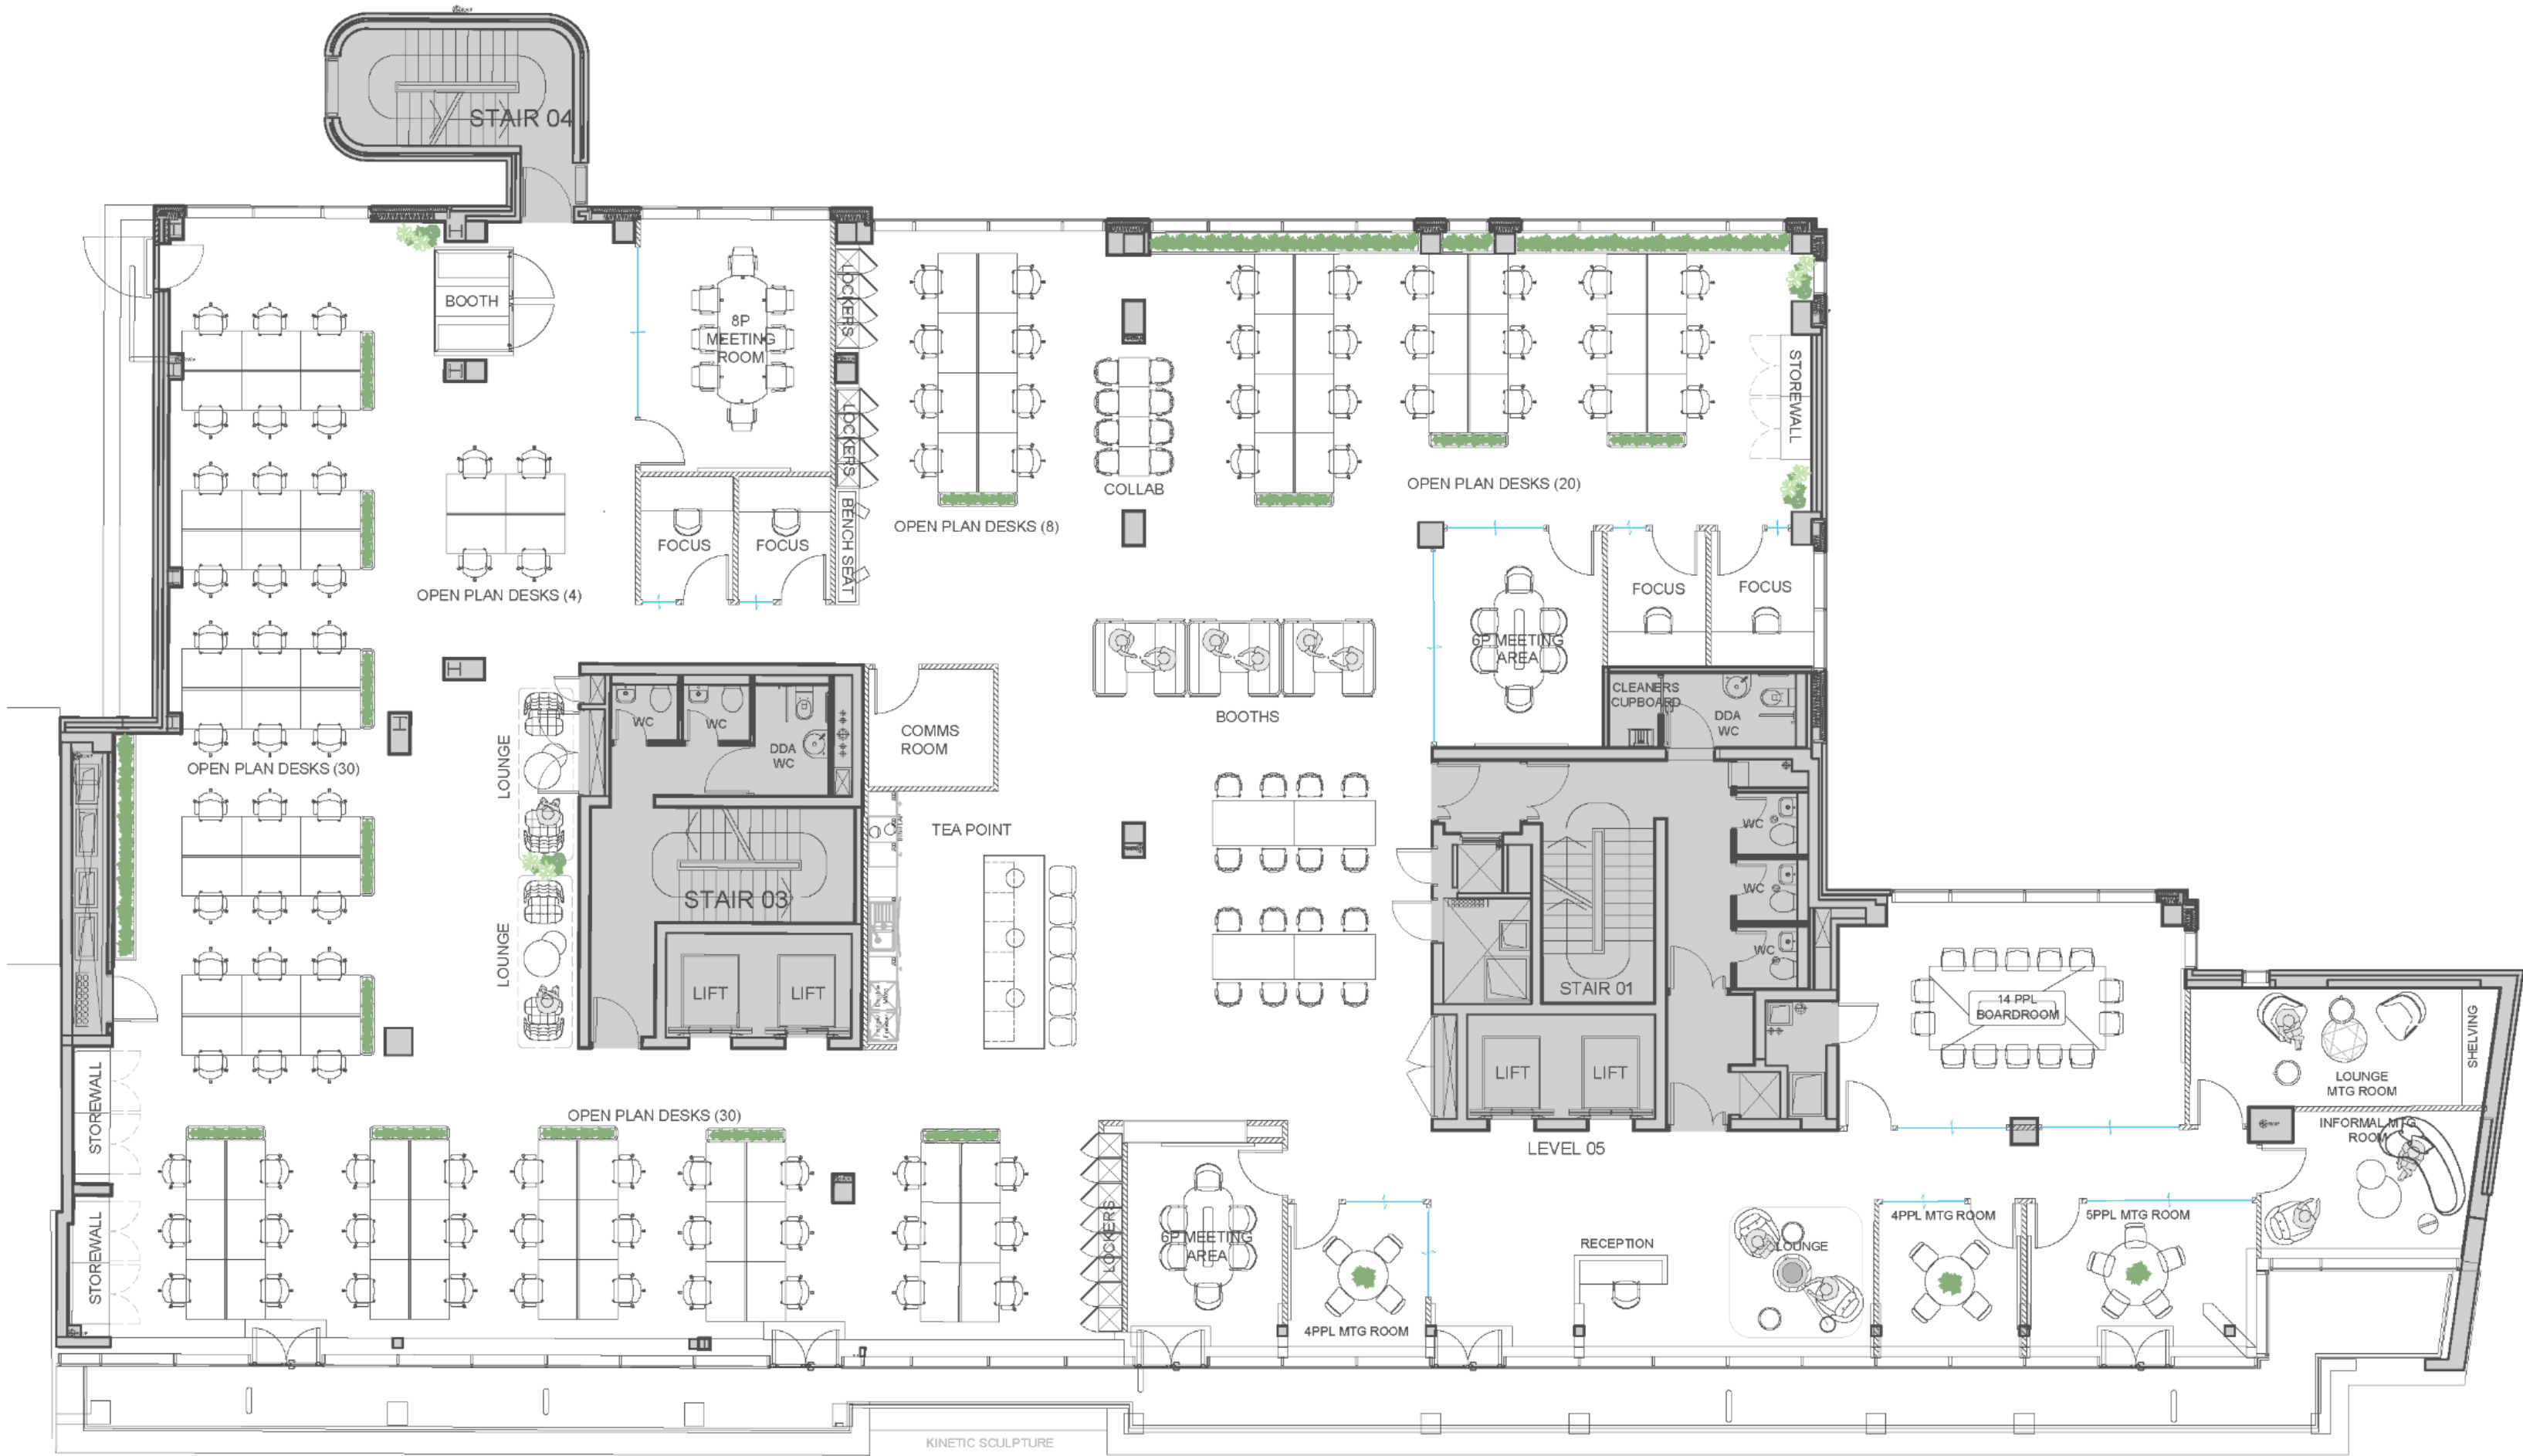 STAIR 04
BOOTH
8P
MEETING
ROOM
LOCKERS
LOCKERS
BENCH SEAT
FOCUS
FOCUS
OPEN PLAN DESKS (4)
OPEN PLAN DESKS (8)
COLLAB
OPEN PLAN DESKS (20)
STOREWALL
FOCUS
FOCUS
6P MEETING
AREA
BOOTHS
CLEANERS
CUPBOARD
DDA
WC
OPEN PLAN DESKS (30)
LOUNGE
LOUNGE
WC
WC
DDA
WC
COMMS
ROOM
TEA POINT
STAIR 03
LIFT
LIFT
WC
WC
WC
STAIR 01
LIFT
LIFT
LEVEL 05
14 PPL
BOARDROOM
LOUNGE
MTG ROOM
SHELVING
INFORMAL MTG
ROOM
STOREWALL
STOREWALL
OPEN PLAN DESKS (30)
LOCKERS
6P MEETING
AREA
4PPL MTG ROOM
RECEPTION
LOUNGE
4PPL MTG ROOM
5PPL MTG ROOM
KINETIC SCULPTURE